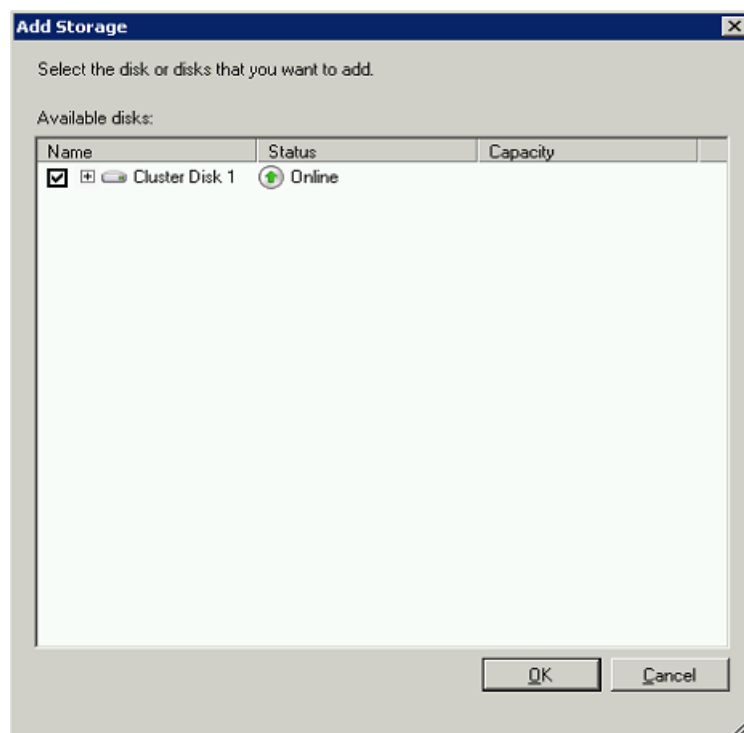 Add Storage
Select the disk or disks that you want to add.
Available disks:
Name Status Capacity
Cluster Disk 1 Online
OK Cancel